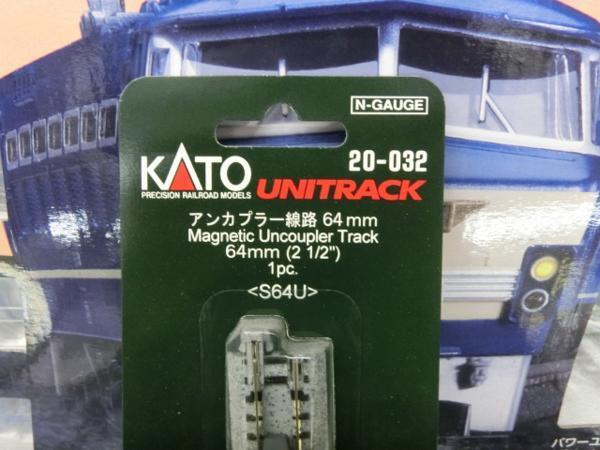 N-GAUGE
20-032
KATO UNITRACK
PRECISION RAILROAD MODELS
アンカプラー線路 64mm
Magnetic Uncoupler Track
64mm (2 1/2")
1pc.
<S64U>
パワーユ